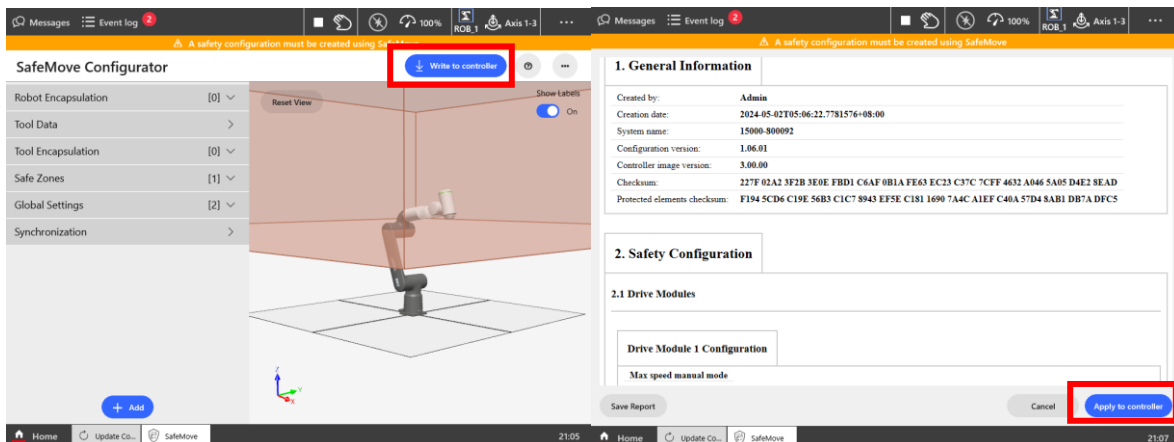 Messages Event log 2 100% ROB_1 Axis 1-3 ...
A safety configuration must be created using SafeMove
SafeMove Configurator Write to controller ...
Robot Encapsulation [0]
Tool Data
Tool Encapsulation [0]
Safe Zones [1]
Global Settings [2]
Synchronization
Reset View
Show Labels
On
Z
Y
X
+ Add
Home Update Co... SafeMove 21:05
Messages Event log 2 100% ROB_1 Axis 1-3 ...
A safety configuration must be created using SafeMove
1. General Information
Created by: Admin
Creation date: 2024-05-02T05:06:22.7781576+08:00
System name: 15000-800092
Configuration version: 1.06.01
Controller image version: 3.00.00
Checksum: 227F 02A2 3F2B 3E0E FBD1 C6AF 0B1A FE63 EC23 C37C 7CFF 4632 A046 5A05 D4E2 8EAD
Protected elements checksum: F194 5CD6 C19E 56B3 C1C7 8943 EF5E C181 1690 7A4C A1EF C40A 57D4 8AB1 DB7A DFC5
2. Safety Configuration
2.1 Drive Modules
Drive Module 1 Configuration
Max speed manual mode
Save Report Cancel Apply to controller
Home Update Co... SafeMove 21:07